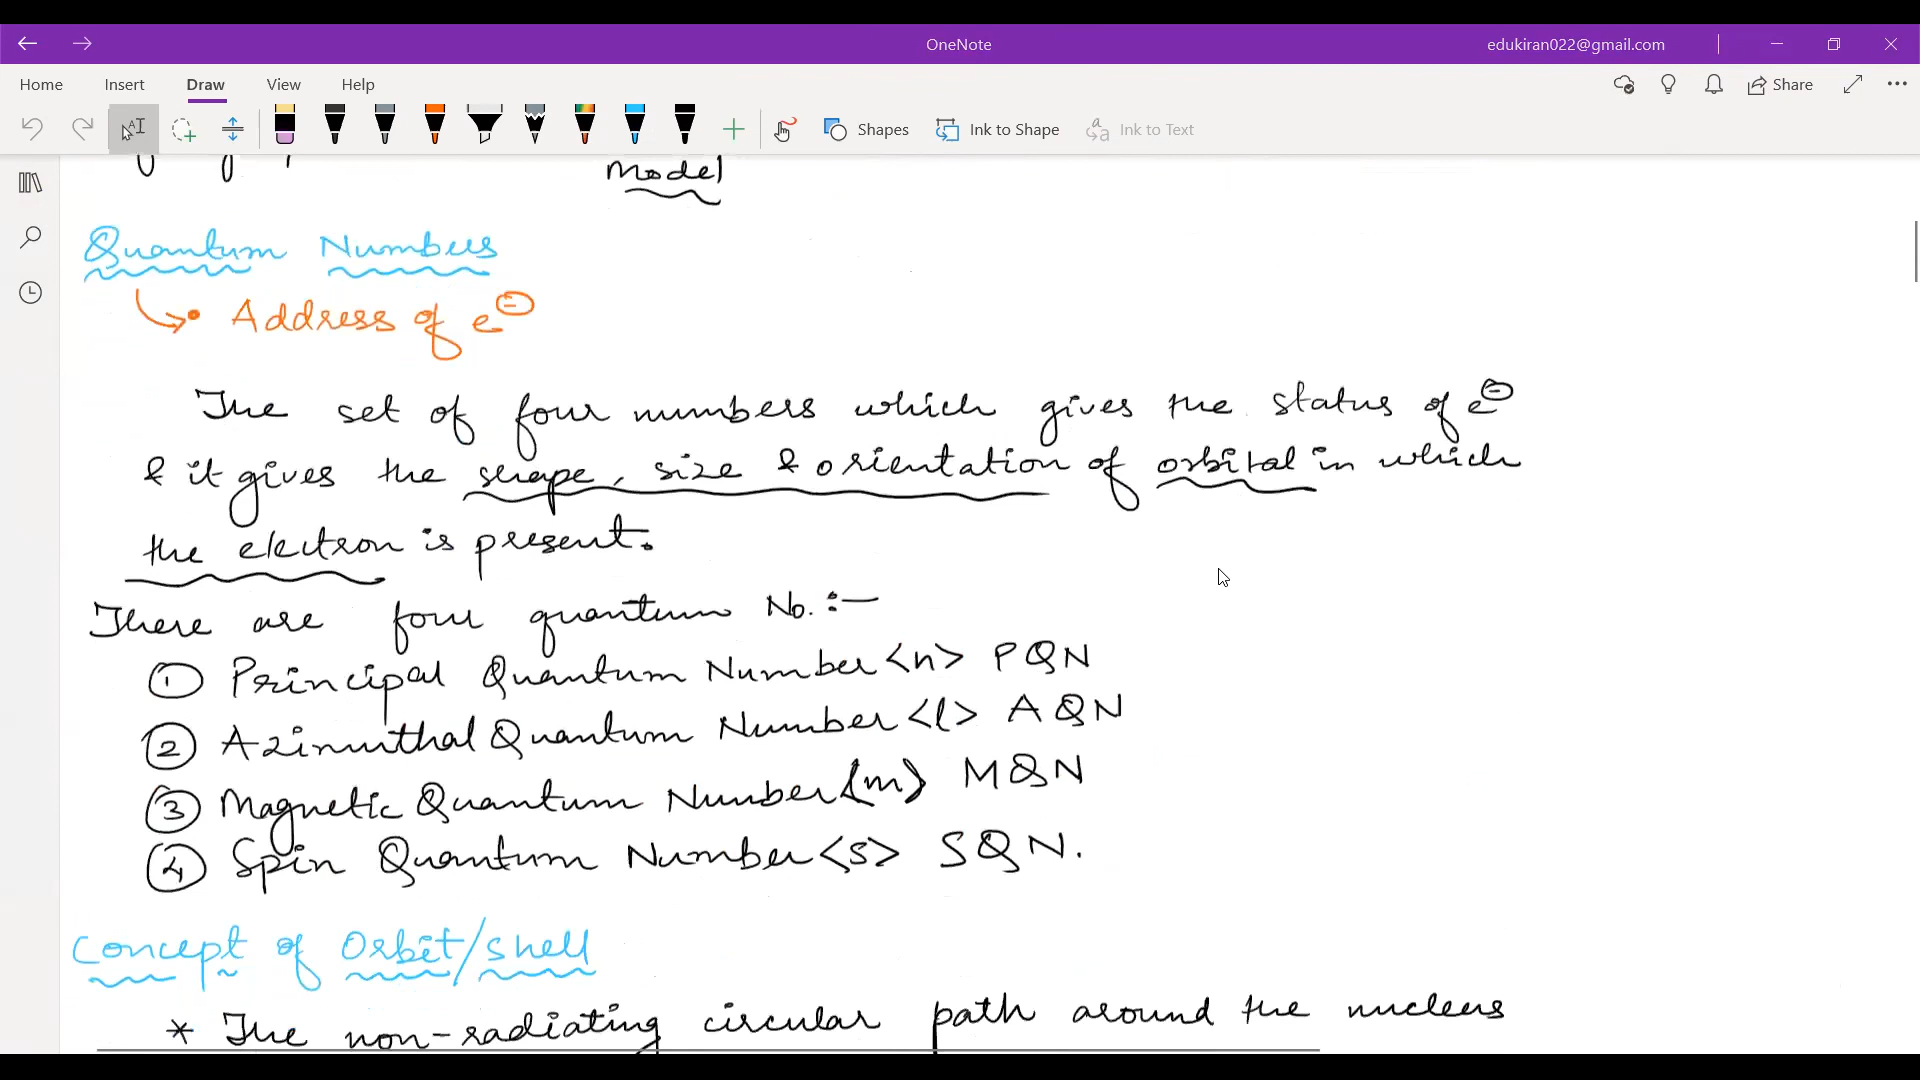 OneNote
edukiran022@gmail.com
Home Insert Draw View Help
Share
Shapes Ink to Shape Ink to Text
Model
Quantum Numbers
Address of e⊖
The set of four numbers which gives the status of e⊖
& it gives the shape, size & orientation of orbital in which
the electron is present.
There are four quantum No. :—
① Principal Quantum Number <n> PQN
② Azimuthal Quantum Number <l> AQN
③ Magnetic Quantum Number (m) MQN
④ Spin Quantum Number <s> SQN.
Concept of Orbit/shell
* The non-radiating circular path around the nucleus